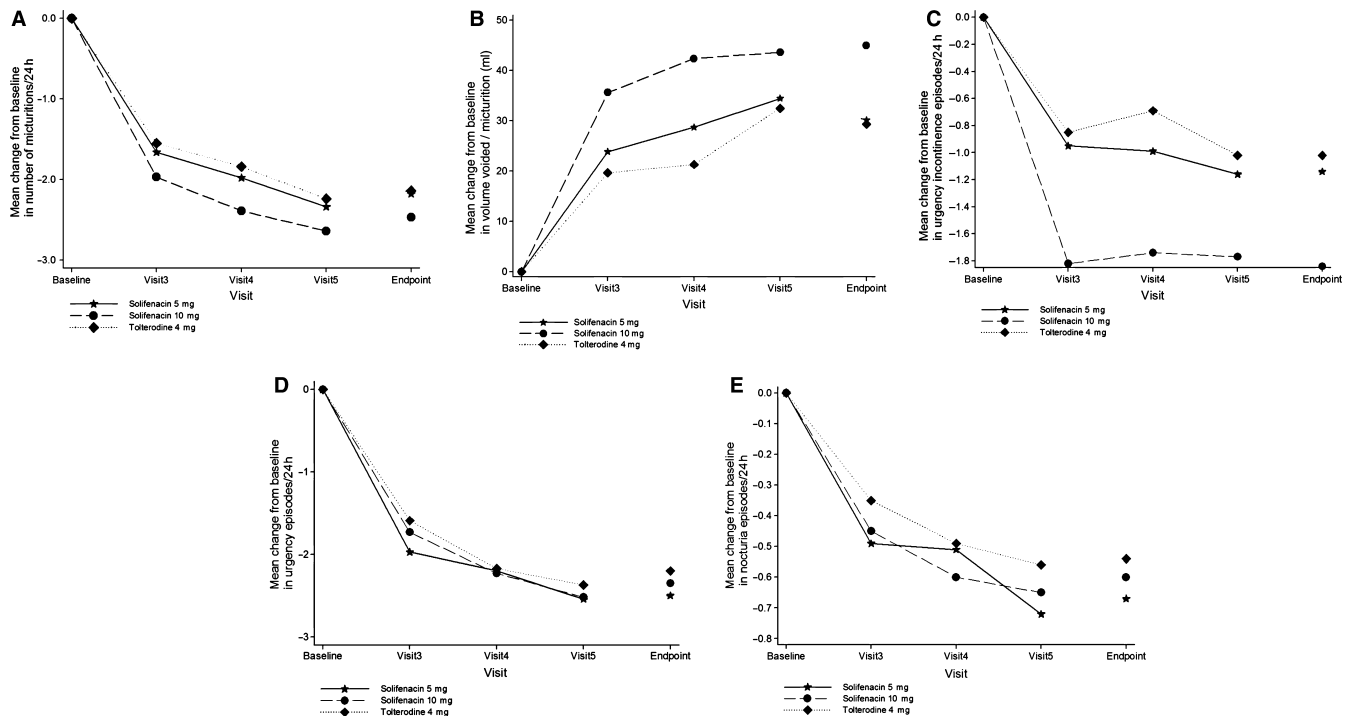 A
Mean change from baseline
in number of micturitions/24h
0.0
−1.0
−2.0
−3.0
Baseline Visit3 Visit4 Visit5 Endpoint
Visit
Solifenacin 5 mg
Solifenacin 10 mg
Tolterodine 4 mg
B
Mean change from baseline
in volume voided / micturition (ml)
50
40
30
20
10
0
Baseline Visit3 Visit4 Visit5 Endpoint
Visit
Solifenacin 5 mg
Solifenacin 10 mg
Tolterodine 4 mg
C
Mean change from baseline
in urgency incontinence episodes/24 h
0.0
−0.2
−0.4
−0.6
−0.8
−1.0
−1.2
−1.4
−1.6
−1.8
Baseline Visit3 Visit4 Visit5 Endpoint
Visit
Solifenacin 5 mg
Solifenacin 10 mg
Tolterodine 4 mg
D
Mean change from baseline
in urgency episodes/24h
0
−1
−2
−3
Baseline Visit3 Visit4 Visit5 Endpoint
Visit
Solifenacin 5 mg
Solifenacin 10 mg
Tolterodine 4 mg
E
Mean change from baseline
in nocturia episodes/24h
0.0
−0.1
−0.2
−0.3
−0.4
−0.5
−0.6
−0.7
−0.8
Baseline Visit3 Visit4 Visit5 Endpoint
Visit
Solifenacin 5 mg
Solifenacin 10 mg
Tolterodine 4 mg